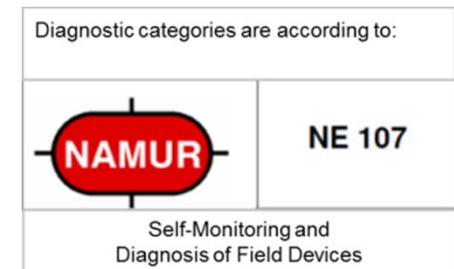 Diagnostic categories are according to:
NAMUR
NE 107
Self-Monitoring and
Diagnosis of Field Devices